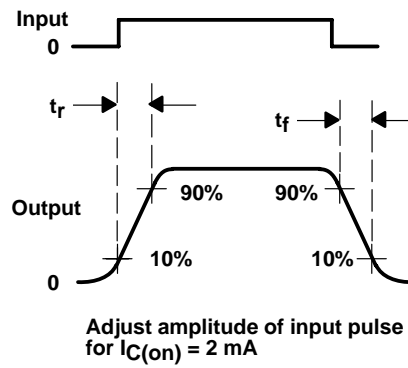 Input
0
tr
tf
90%
90%
Output
10%
10%
0
Adjust amplitude of input pulse
for IC(on) = 2 mA